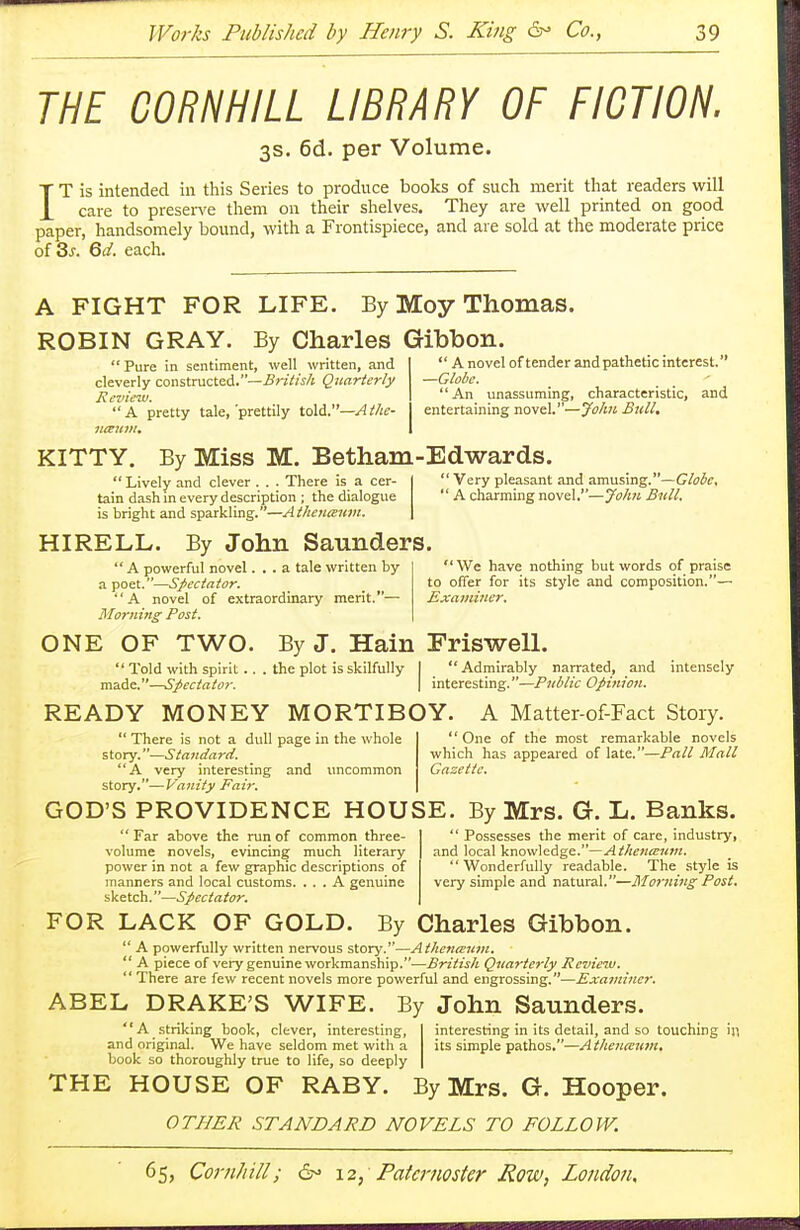 Works Published by Henry S. King & Co., 39
THE CORNHILL LIBRARY OF FICTION.
3s. 6d. per Volume.
IT is intended in this Series to produce books of such merit that readers will
care to preserve them on their shelves. They are well printed on good
paper, handsomely bound, with a Frontispiece, and are sold at the moderate price
of 3s. 6d. each.
A FIGHT FOR LIFE. By Moy Thomas.
ROBIN GRAY. By Charles Gibbon.
"Pure in sentiment, well written, and
cleverly constructed."—British Quarterly
Review.
"A pretty tale, prettily told."—Athe-
næum.
"A novel of tender and pathetic interest."
—Globe.
"An unassuming, characteristic, and
entertaining novel."—John Bull.
KITTY. By Miss M. Betham-Edwards.
"Lively and clever . . . There is a cer-
tain dash in every description ; the dialogue
is bright and sparkling."—Athenæum.
"Very pleasant and amusing."—Globe,
"A charming novel."—John Bull.
HIRELL. By John Saunders.
"A powerful novel. . . a tale written by
a poet."—Spectator.
"A novel of extraordinary merit."—
Morning Post.
"We have nothing but words of praise
to offer for its style and composition."—
Examiner.
ONE OF TWO. By J. Hain Friswell.
"Told with spirit . . . the plot is skilfully
made."—Spectator.
"Admirably narrated, and intensely
interesting."—Public Opinion.
READY MONEY MORTIBOY. A Matter-of-Fact Story.
"There is not a dull page in the whole
story."—Standard.
"A very interesting and uncommon
story."—Vanity Fair.
"One of the most remarkable novels
which has appeared of late."—Pall Mall
Gazette.
GOD'S PROVIDENCE HOUSE. By Mrs. G. L. Banks.
"Far above the run of common three-
volume novels, evincing much literary
power in not a few graphic descriptions of
manners and local customs. . . . A genuine
sketch."—Spectator.
"Possesses the merit of care, industry,
and local knowledge."—Athenæum.
"Wonderfully readable. The style is
very simple and natural."—Morning Post.
FOR LACK OF GOLD. By Charles Gibbon.
"A powerfully written nervous story."—Athenæum.
"A piece of very genuine workmanship."—British Quarterly Review.
"There are few recent novels more powerful and engrossing."—Examiner.
ABEL DRAKE'S WIFE. By John Saunders.
"A striking book, clever, interesting,
and original. We have seldom met with a
book so thoroughly true to life, so deeply
interesting in its detail, and so touching in
its simple pathos."—Athenæum.
THE HOUSE OF RABY. By Mrs. G. Hooper.
OTHER STANDARD NOVELS TO FOLLOW.
65, Cornhill; & 12, Paternoster Row, London.